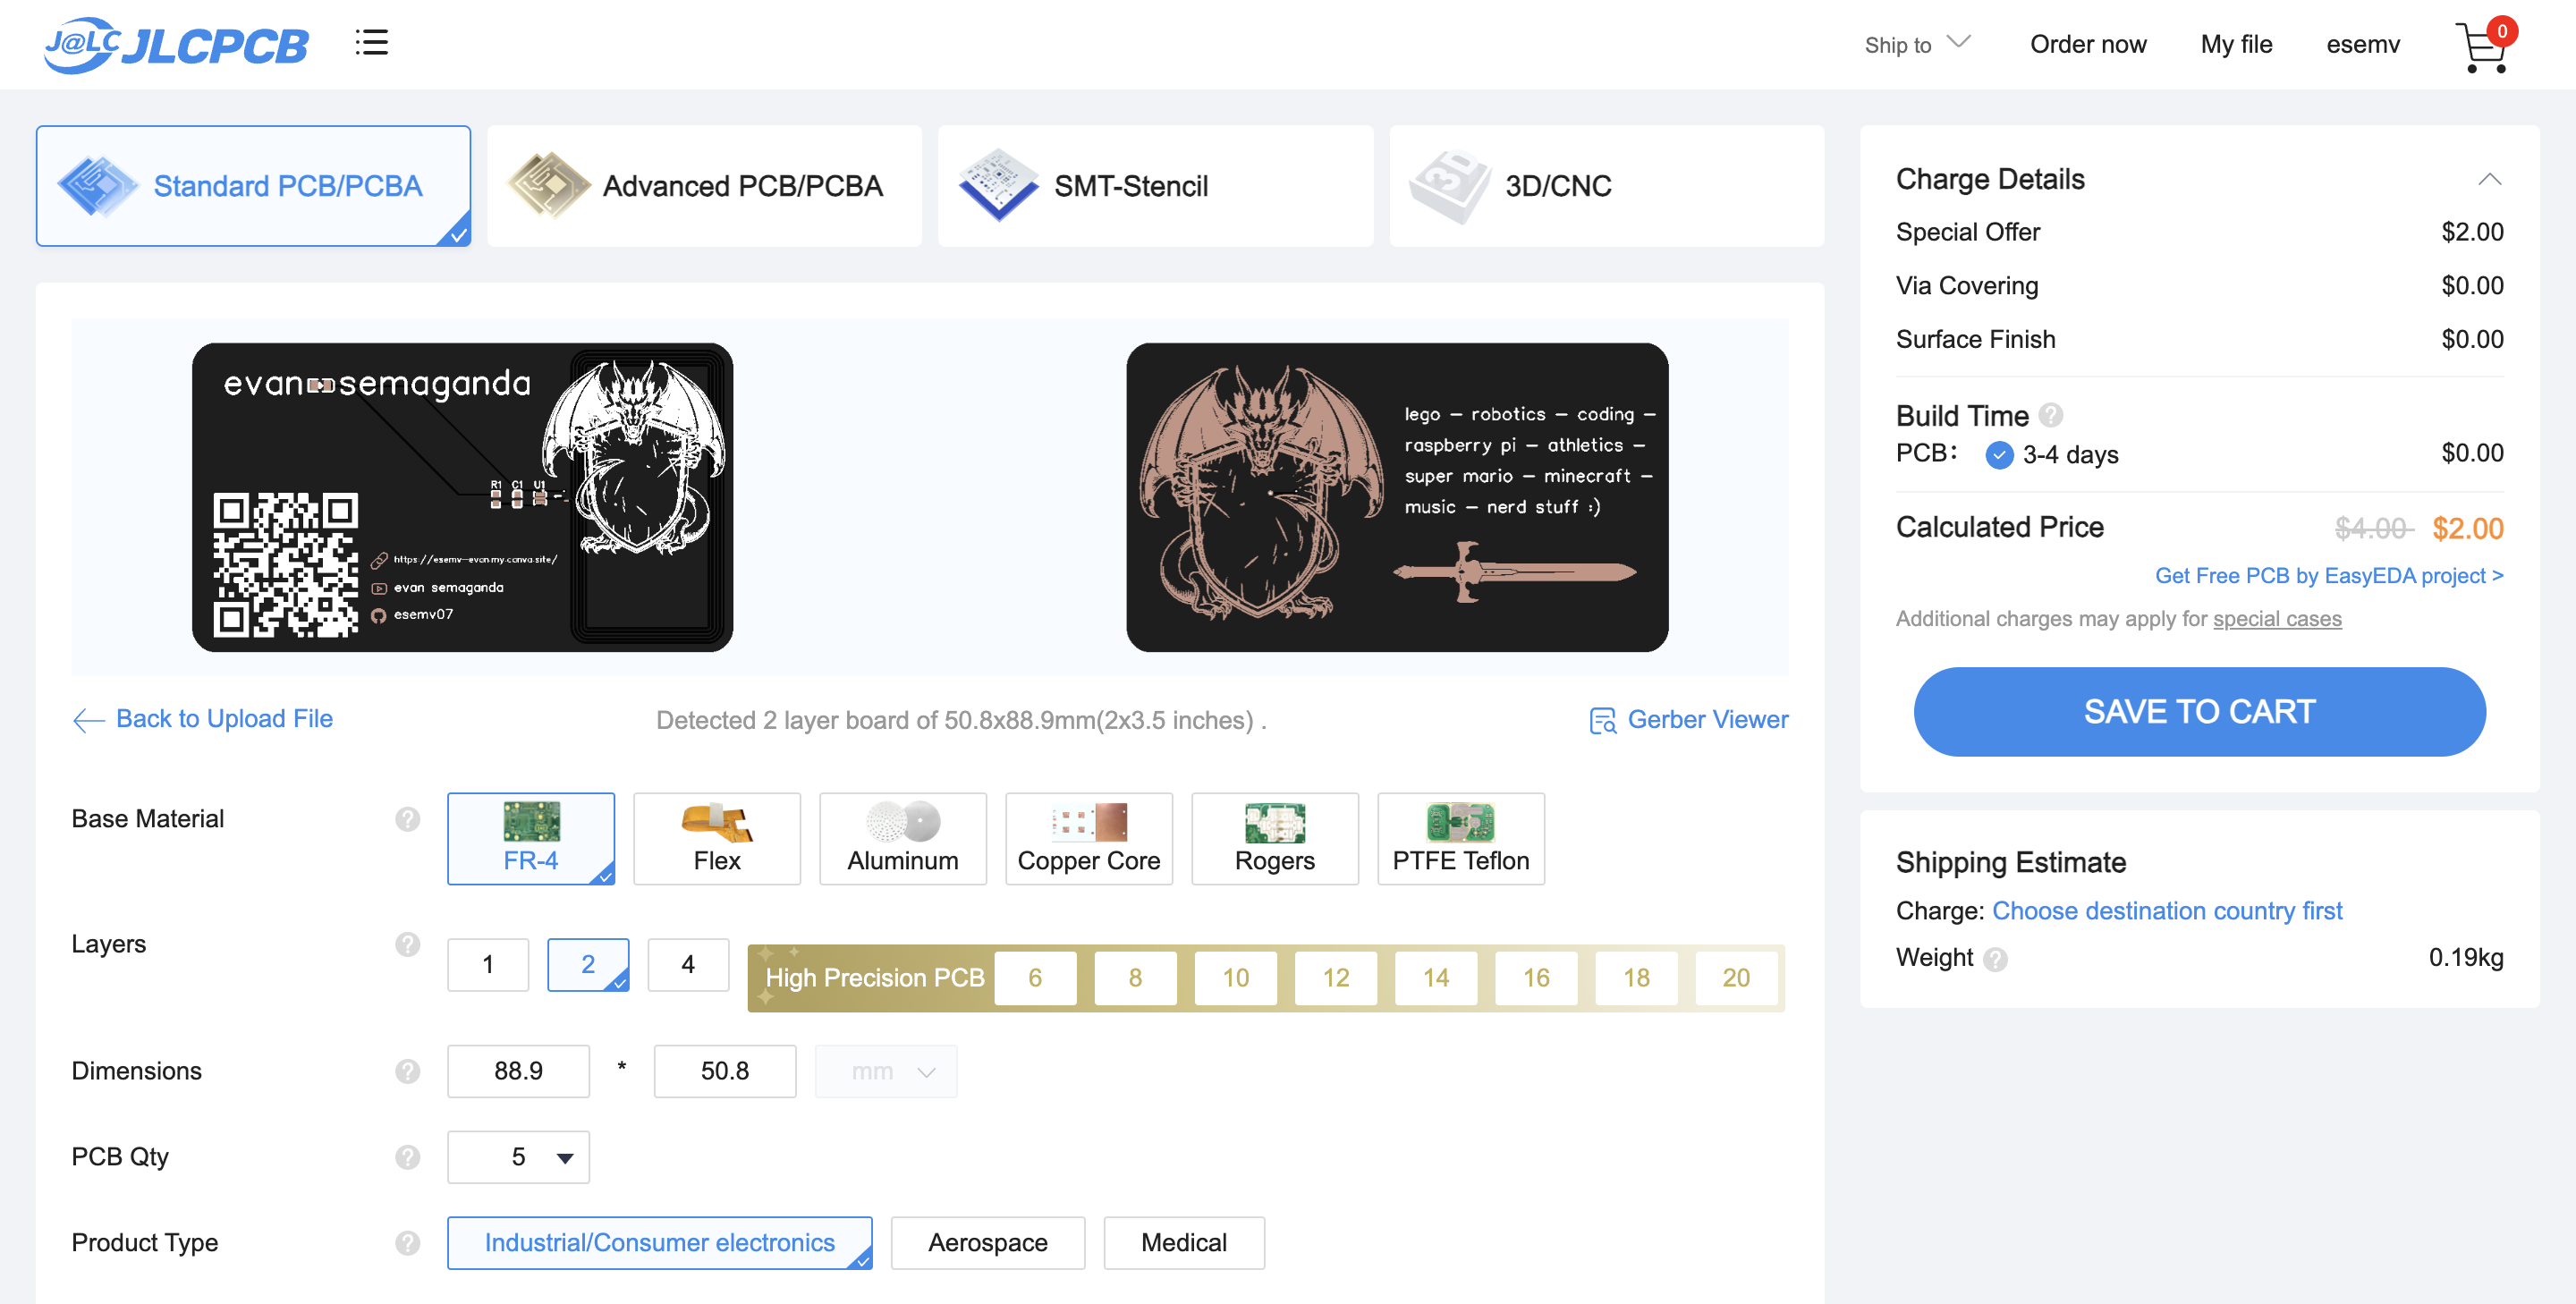 J@LC JLCPCB
Ship to
Order now
My file
esemv
0
Standard PCB/PCBA
Advanced PCB/PCBA
SMT-Stencil
3D
3D/CNC
evan semaganda
R1 C1 U1
https://esemv-evan.my.canva.site/
evan semaganda
esemv07
lego – robotics – coding –
raspberry pi – athletics –
super mario – minecraft –
music – nerd stuff :)
Back to Upload File
Detected 2 layer board of 50.8x88.9mm(2x3.5 inches) .
Gerber Viewer
Base Material ?
FR-4
Flex
Aluminum
Copper Core
Rogers
PTFE Teflon
Layers ?
1
2
4
High Precision PCB
6
8
10
12
14
16
18
20
Dimensions ?
88.9 * 50.8 mm
PCB Qty ?
5
Product Type ?
Industrial/Consumer electronics
Aerospace
Medical
Charge Details
Special Offer $2.00
Via Covering $0.00
Surface Finish $0.00
Build Time ?
PCB: 3-4 days $0.00
Calculated Price $4.00 $2.00
Get Free PCB by EasyEDA project >
Additional charges may apply for special cases
SAVE TO CART
Shipping Estimate
Charge: Choose destination country first
Weight ? 0.19kg